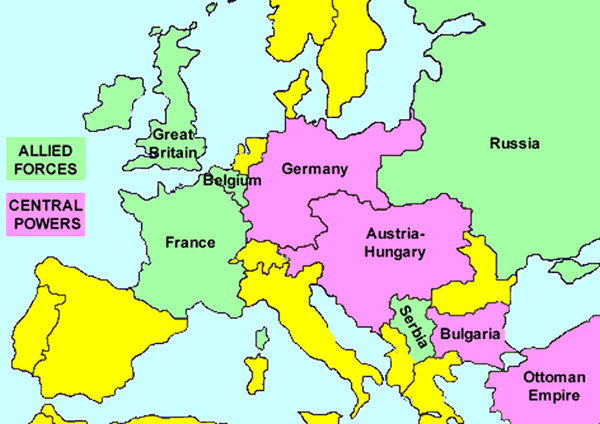 Great
Britain
Russia
ALLIED
FORCES
Germany
Belgium
CENTRAL
POWERS
Austria-
Hungary
France
Serbia
Bulgaria
Ottoman
Empire